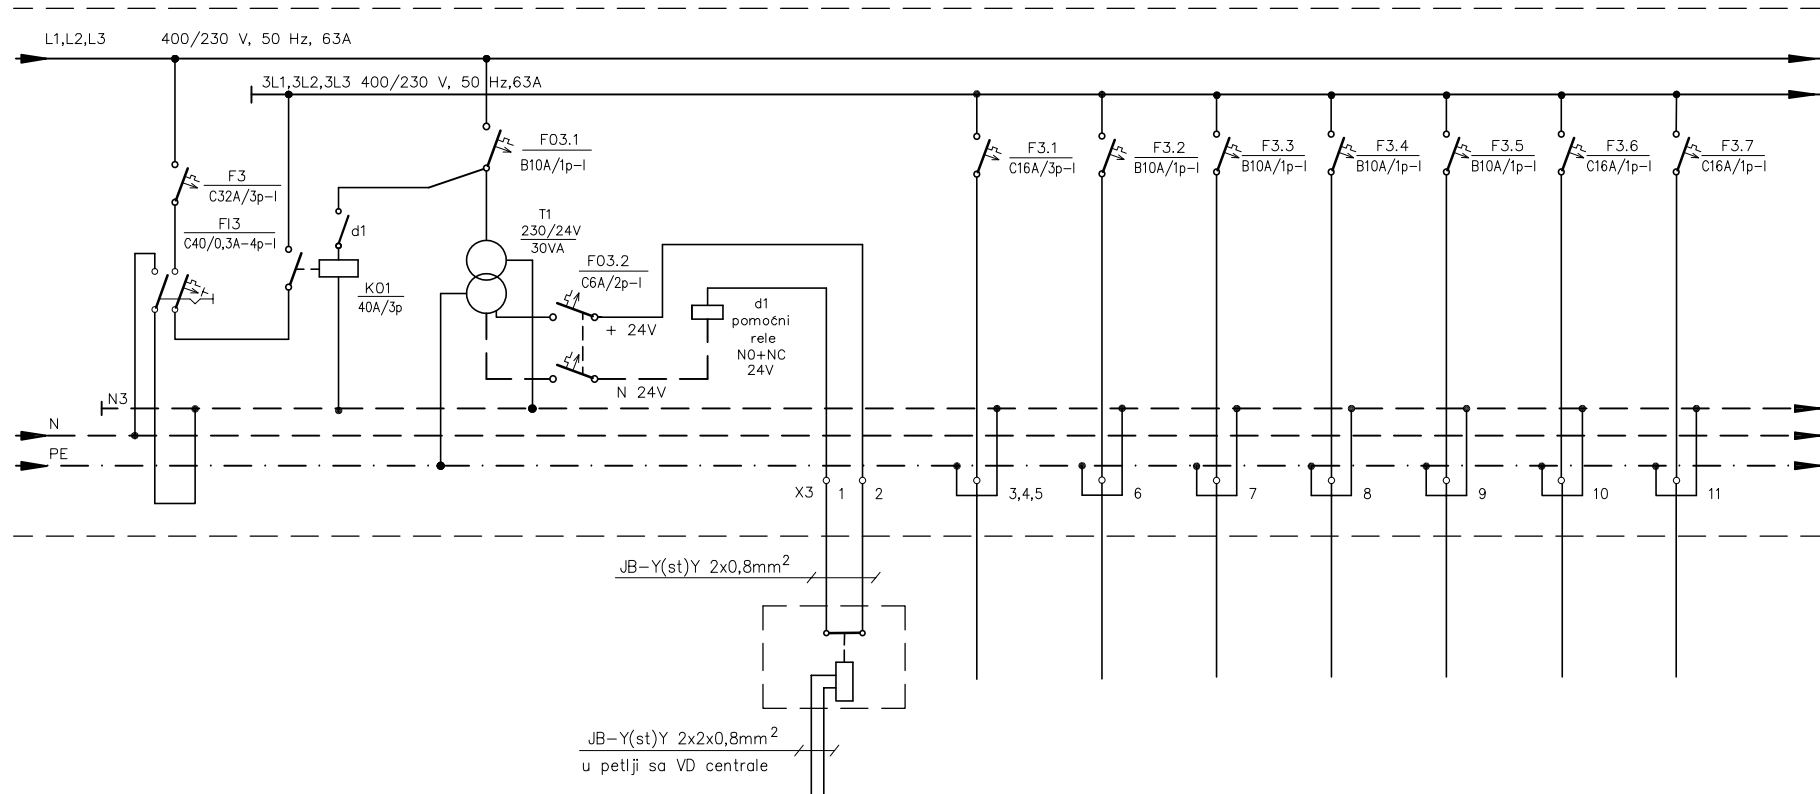 L1,L2,L3 400/230 V, 50 Hz, 63A
3L1,3L2,3L3 400/230 V, 50 Hz,63A
F3
C32A/3p-I
FI3
C40/0,3A-4p-I
d1
K01
40A/3p
F03.1
B10A/1p-I
T1
230/24V
30VA
F03.2
C6A/2p-I
+ 24V
N 24V
d1
pomoćni
rele
NO+NC
24V
F3.1
C16A/3p-I
F3.2
B10A/1p-I
F3.3
B10A/1p-I
F3.4
B10A/1p-I
F3.5
B10A/1p-I
F3.6
C16A/1p-I
F3.7
C16A/1p-I
N3
N
PE
X3 1 2 3,4,5 6 7 8 9 10 11
JB-Y(st)Y 2x0,8mm²
JB-Y(st)Y 2x2x0,8mm²
u petlji sa VD centrale